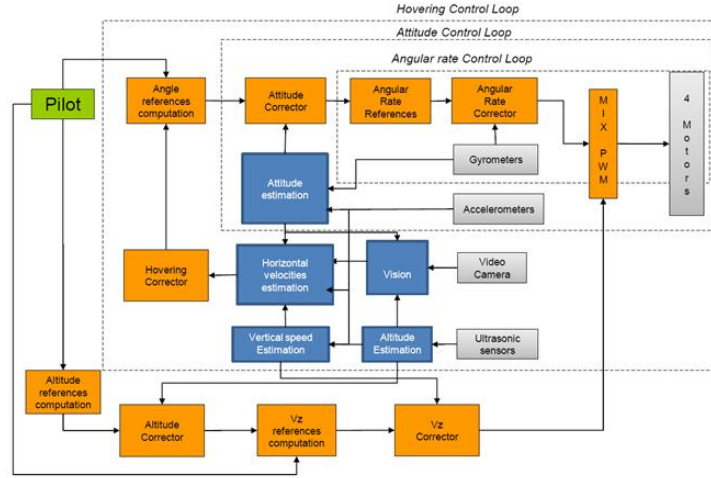 Hovering Control Loop
Attitude Control Loop
Angular rate Control Loop
Pilot
Angle
references
computation
Attitude
Corrector
Angular
Rate
References
Angular
Rate
Corrector
MIX PWM
4 Motors
Gyrometers
Attitude
estimation
Accelerometers
Hovering
Corrector
Horizontal
velocities
estimation
Vision
Video
Camera
Vertical speed
Estimation
Altitude
Estimation
Ultrasonic
sensors
Altitude
references
computation
Altitude
Corrector
Vz
references
computation
Vz
Corrector